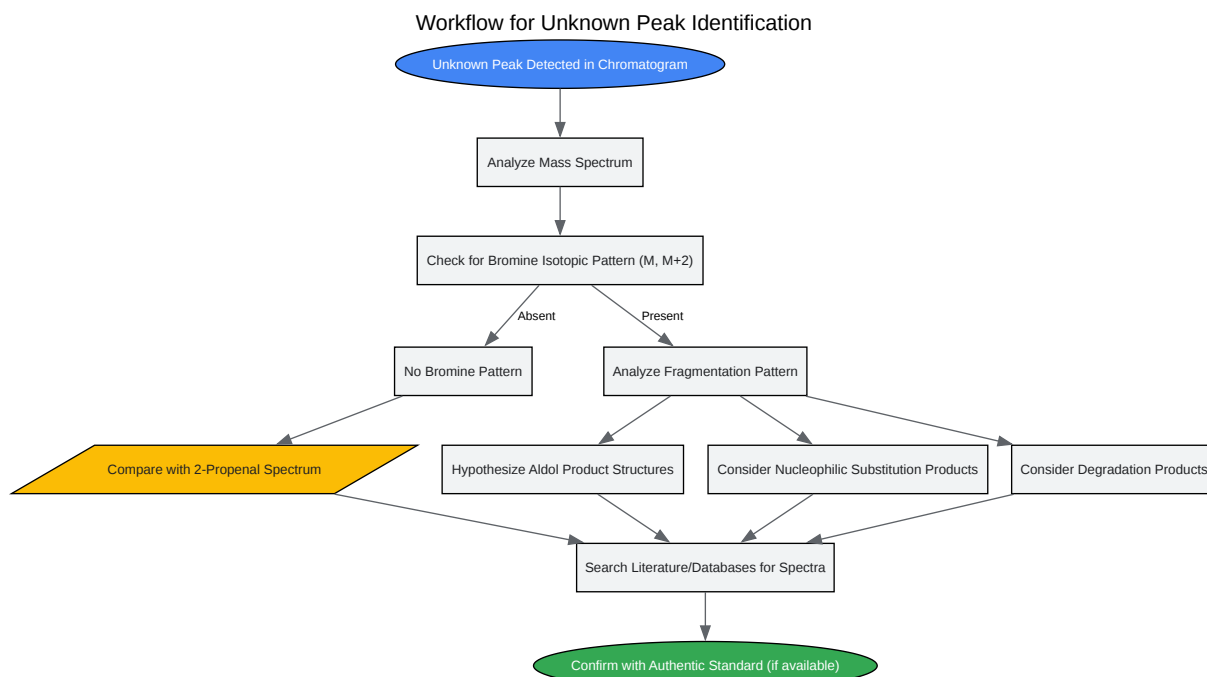 Workflow for Unknown Peak Identification
Unknown Peak Detected in Chromatogram
Analyze Mass Spectrum
Check for Bromine Isotopic Pattern (M, M+2)
Absent
Present
No Bromine Pattern
Analyze Fragmentation Pattern
Compare with 2-Propenal Spectrum
Hypothesize Aldol Product Structures
Consider Nucleophilic Substitution Products
Consider Degradation Products
Search Literature/Databases for Spectra
Confirm with Authentic Standard (if available)